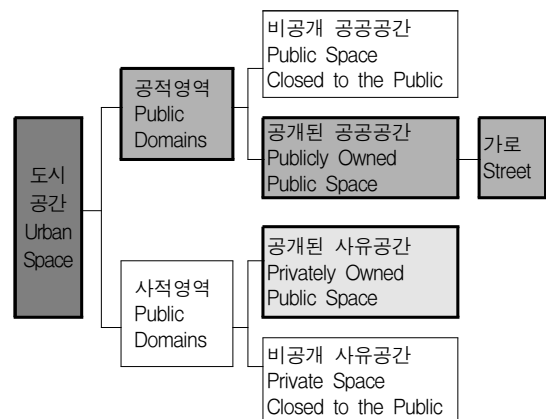 비공개 공공공간
Public Space
Closed to the Public
공적영역
Public
Domains
공개된 공공공간
Publicly Owned
Public Space
가로
Street
도시
공간
Urban
Space
공개된 사유공간
Privately Owned
Public Space
사적영역
Public
Domains
비공개 사유공간
Private Space
Closed to the Public